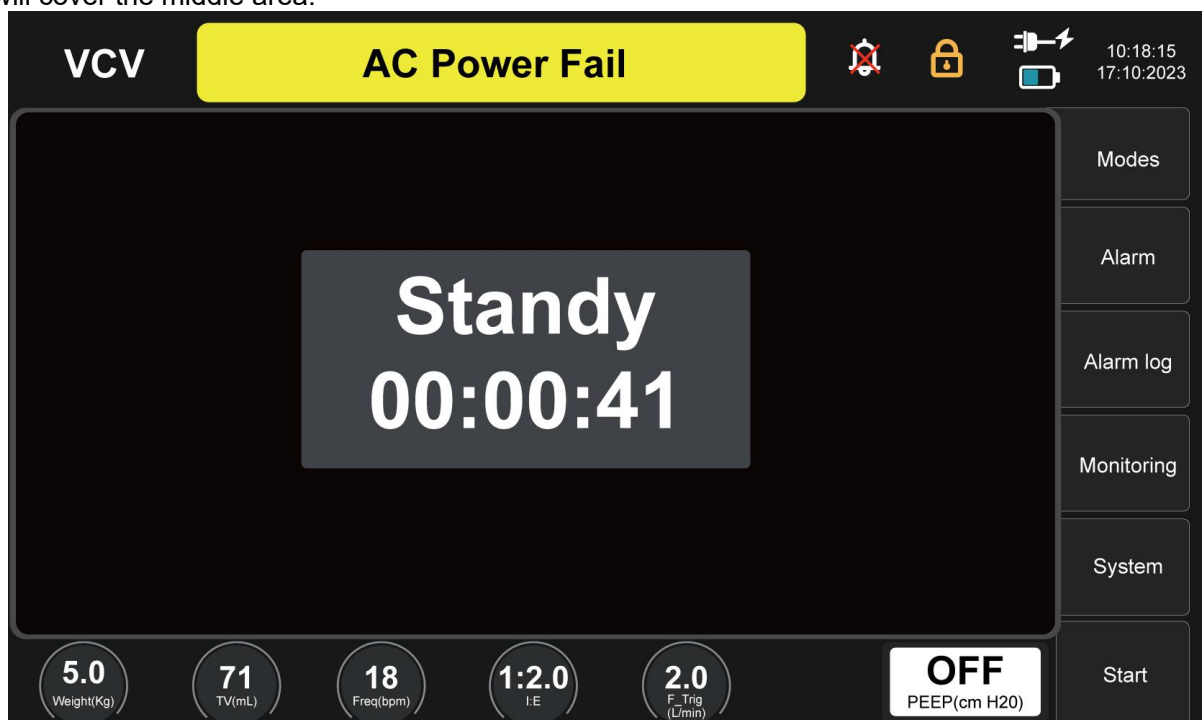 will cover the middle area.
VCV
AC Power Fail
10:18:15
17:10:2023
Modes
Alarm
Standy
00:00:41
Alarm log
Monitoring
System
5.0
Weight(Kg)
71
TV(mL)
18
Freq(bpm)
1:2.0
I:E
2.0
F_Trig
(L/min)
OFF
PEEP(cm H20)
Start